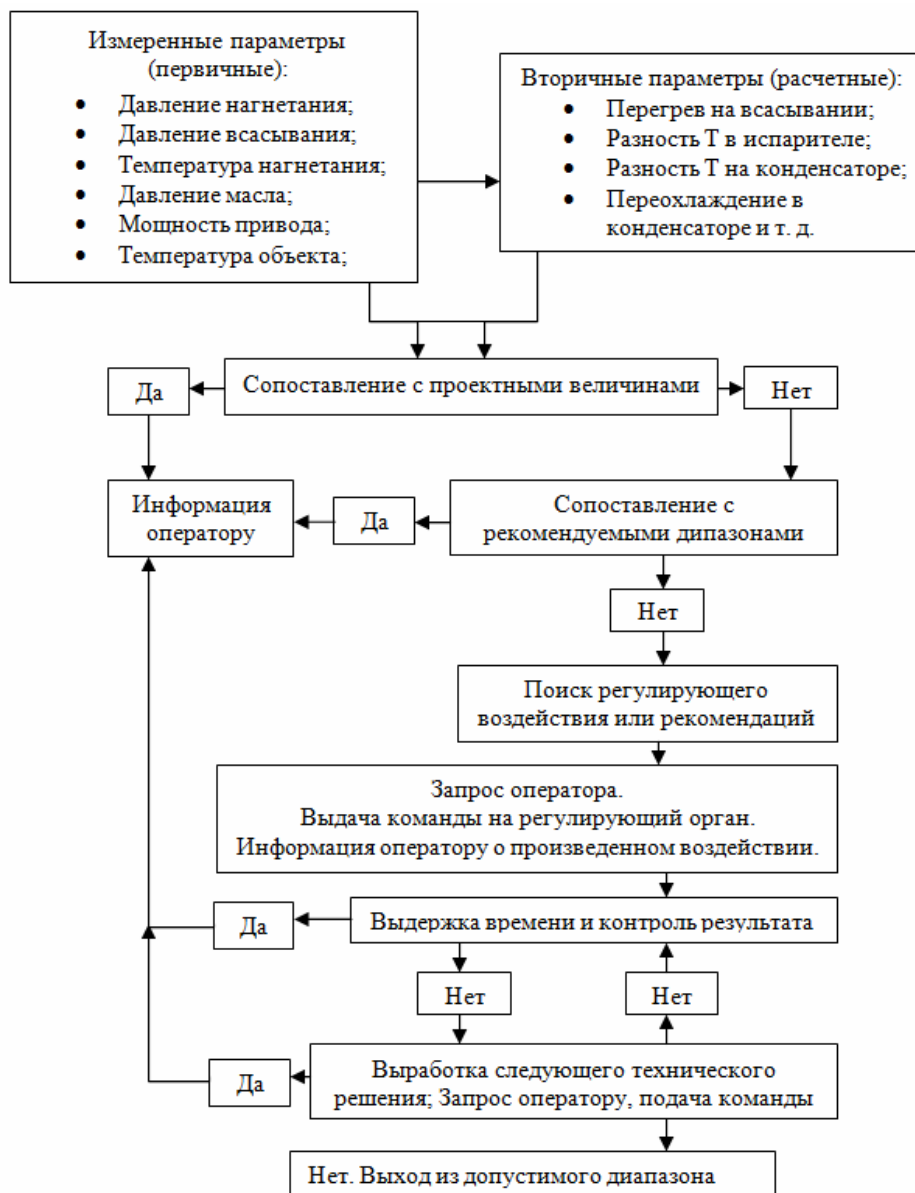 Измеренные параметры
(первичные):
• Давление нагнетания;
• Давление всасывания;
• Температура нагнетания;
• Давление масла;
• Мощность привода;
• Температура объекта;
Вторичные параметры (расчетные):
• Перегрев на всасывании;
• Разность Т в испарителе;
• Разность Т на конденсаторе;
• Переохлаждение в
конденсаторе и т. д.
Сопоставление с проектными величинами
Да
Нет
Информация
оператору
Да
Сопоставление с
рекомендуемыми дипазонами
Нет
Поиск регулирующего
воздействия или рекомендаций
Запрос оператора.
Выдача команды на регулирующий орган.
Информация оператору о произведенном воздействии.
Да
Выдержка времени и контроль результата
Нет
Нет
Да
Выработка следующего технического
решения; Запрос оператору, подача команды
Нет. Выход из допустимого диапазона